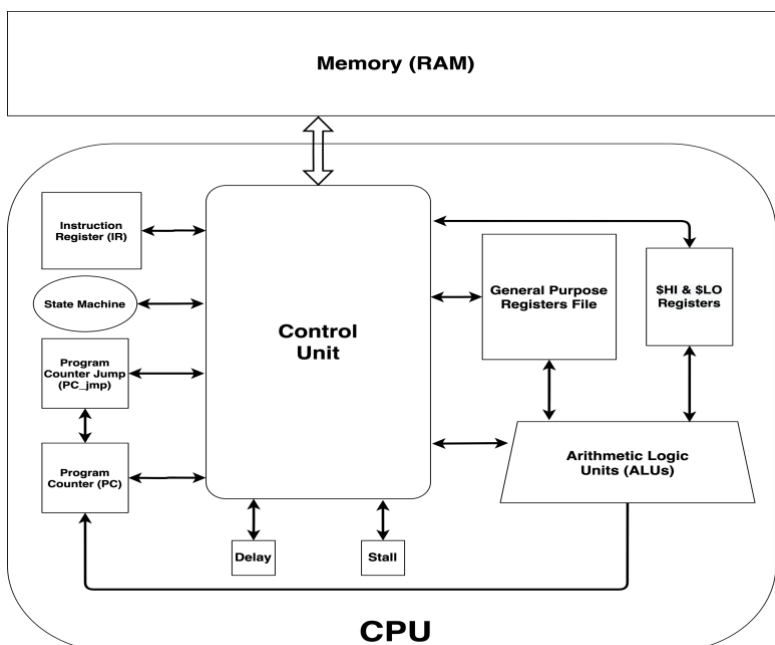 Memory (RAM)
Instruction
Register (IR)
State Machine
Program
Counter Jump
(PC_jmp)
Program
Counter (PC)
Control
Unit
General Purpose
Registers File
$HI & $LO
Registers
Arithmetic Logic
Units (ALUs)
Delay
Stall
CPU